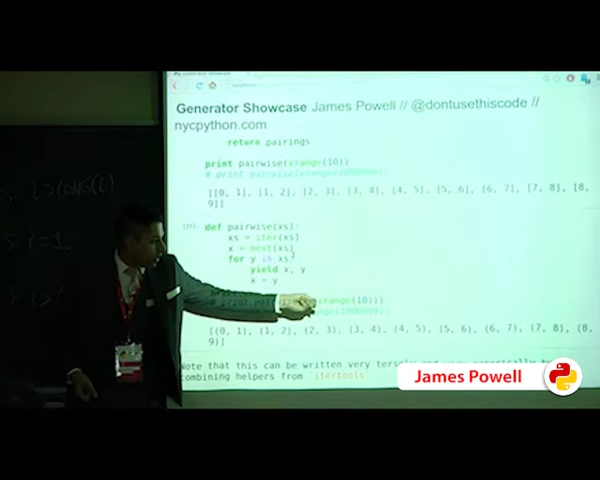 Generator Showcase James Powell // @dontusethiscode //
nycpython.com
return pairings
print pairwise(xrange(10))
# print pairwise(xrange(1000000))
[[0, 1], [1, 2], [2, 3], [3, 4], [4, 5], [5, 6], [6, 7], [7, 8], [8,
9]]
def pairwise(xs):
xs = iter(xs)
x = next(xs)
for y in xs:
yield x, y
x = y
[(0, 1), (1, 2), (2, 3), (3, 4), (4, 5), (5, 6), (6, 7), (7, 8), (8,
9)]
Note that this can be written very tersely and very
combining helpers from `itertools`
James Powell